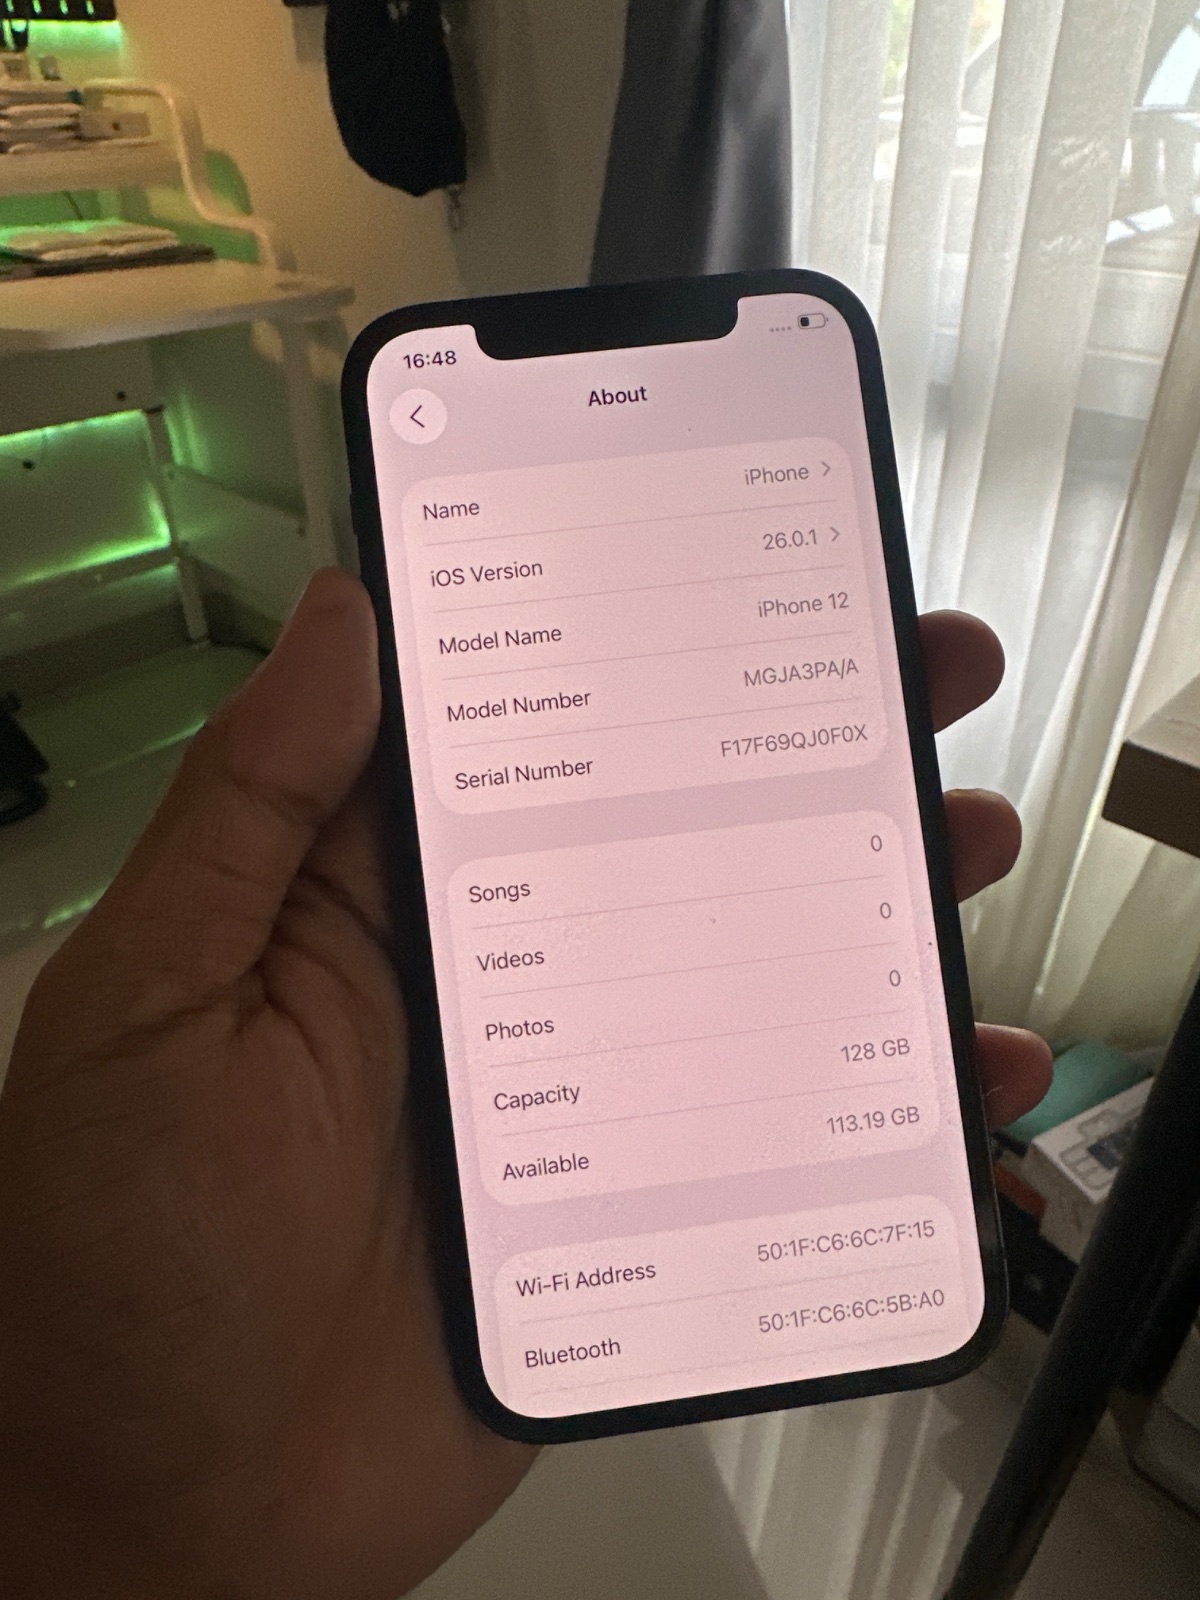 16:48
About
Name iPhone
iOS Version 26.0.1
Model Name iPhone 12
Model Number MGJA3PA/A
Serial Number F17F69QJ0F0X
Songs 0
Videos 0
Photos 0
Capacity 128 GB
Available 113.19 GB
Wi-Fi Address 50:1F:C6:6C:7F:15
Bluetooth 50:1F:C6:6C:5B:A0